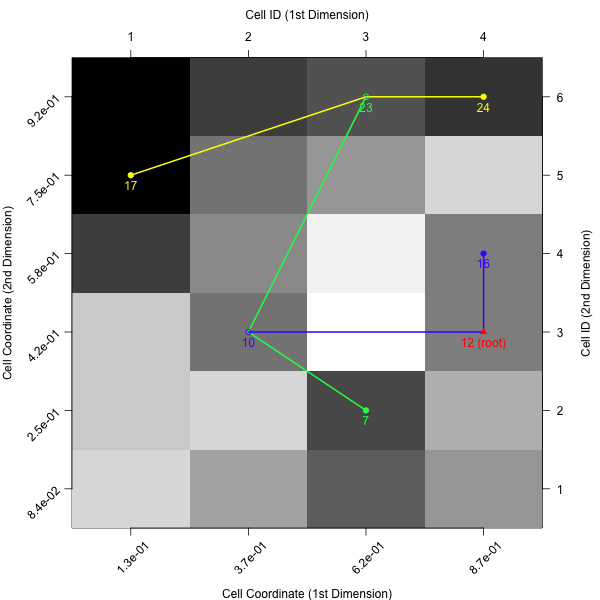 Cell ID (1st Dimension)
1 2 3 4
9.2e-01 7.5e-01 5.8e-01 4.2e-01 2.5e-01 8.4e-02
Cell Coordinate (2nd Dimension)
23 24
17
16
10 12 (root)
7
6 5 4 3 2 1
Cell ID (2nd Dimension)
1.3e-01 3.7e-01 6.2e-01 8.7e-01
Cell Coordinate (1st Dimension)